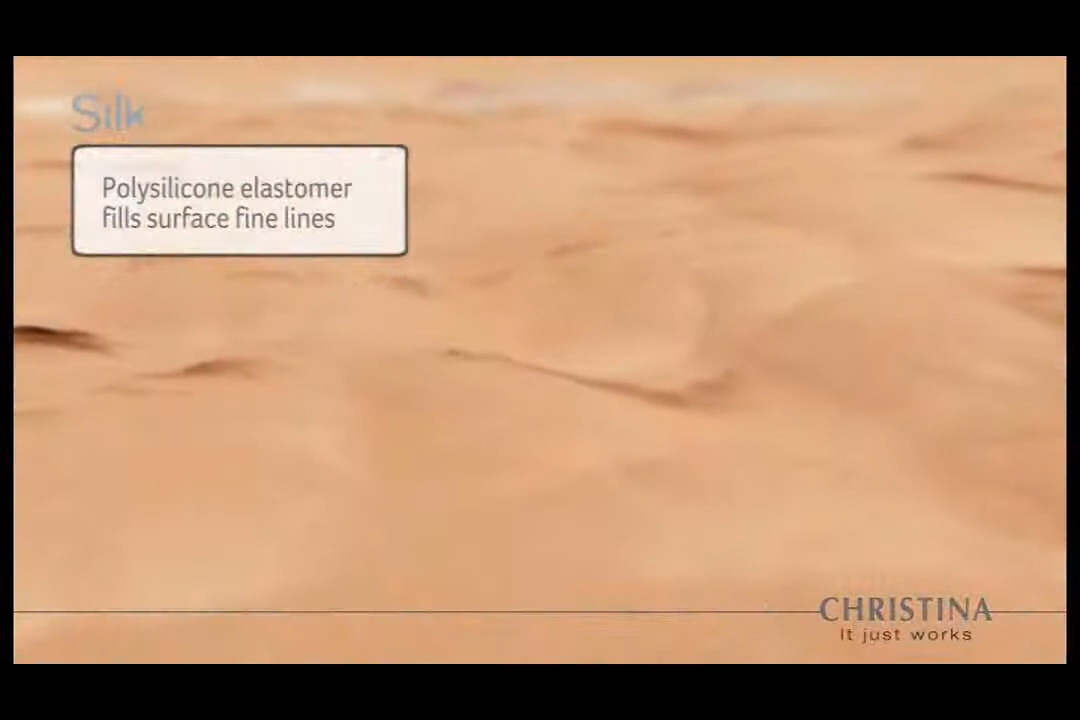 Silk
Polysilicone elastomer
fills surface fine lines
CHRISTINA
It just works